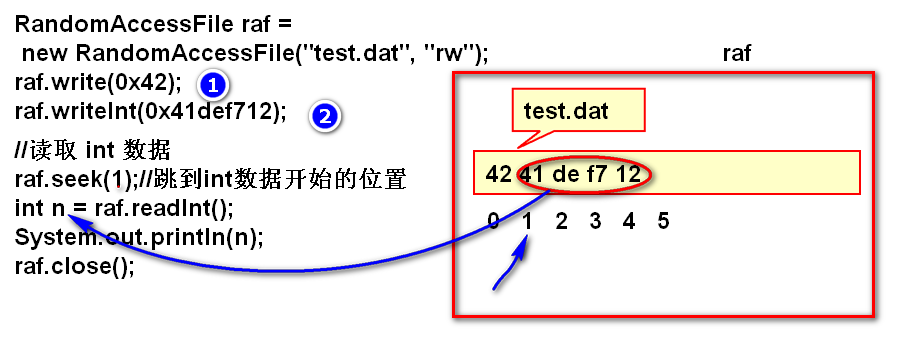 RandomAccessFile raf =
new RandomAccessFile("test.dat", "rw");
raf.write(0x42); 1
raf.writeInt(0x41def712); 2
//读取 int 数据
raf.seek(1);//跳到int数据开始的位置
int n = raf.readInt();
System.out.println(n);
raf.close();
raf
test.dat
42 41 de f7 12
0 1 2 3 4 5